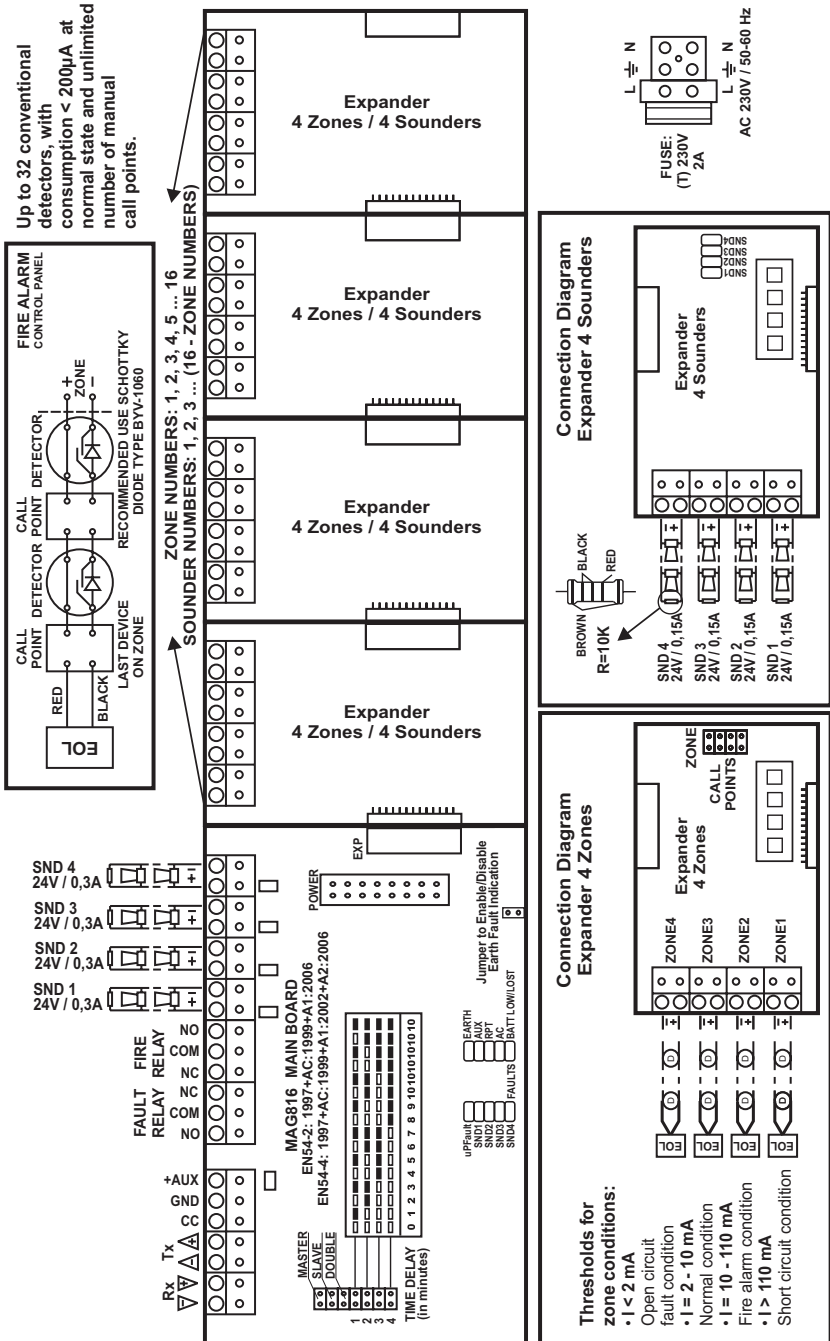 Up to 32 conventional
detectors, with
consumption < 200µA at
normal state and unlimited
number of manual
call points.
FIRE ALARM
CONTROL PANEL
CALL
POINT
DETECTOR
CALL
POINT
DETECTOR
+
ZONE
–
RED
BLACK
EOL
LAST DEVICE
ON ZONE
RECOMMENDED USE SCHOTTKY
DIODE TYPE BYV-1060
ZONE NUMBERS: 1, 2, 3, 4, 5 ... 16
SOUNDER NUMBERS: 1, 2, 3 ... (16 - ZONE NUMBERS)
Expander
4 Zones / 4 Sounders
Expander
4 Zones / 4 Sounders
Expander
4 Zones / 4 Sounders
Expander
4 Zones / 4 Sounders
L N
L N
FUSE:
(T) 230V
2A
AC 230V / 50-60 Hz
SND 4
24V / 0,3A
SND 3
24V / 0,3A
SND 2
24V / 0,3A
SND 1
24V / 0,3A
+ –
+ –
+ –
+ –
NO
COM
NC
FIRE
RELAY
NC
COM
NO
FAULT
RELAY
+AUX
GND
CC
Tx
Rx
– + – +
EXP
POWER
MAG816 MAIN BOARD
EN54-2: 1997+AC:1999+A1:2006
EN54-4: 1997+AC:1999+A1:2002+A2:2006
Jumper to Enable/Disable
Earth Fault Indication
MASTER
SLAVE
DOUBLE
1
2
3
4
TIME DELAY
(in minutes)
0 1 2 3 4 5 6 7 8 9 10 10 10 10 10 10
uPFault
SND1
SND2
SND3
SND4
FAULTS
EARTH
AUX
RPT
AC
BATT LOW/LOST
Connection Diagram
Expander 4 Sounders
Expander
4 Sounders
SND1
SND2
SND3
SND4
BROWN
BLACK
RED
R=10K
SND 4
24V / 0,15A
SND 3
24V / 0,15A
SND 2
24V / 0,15A
SND 1
24V / 0,15A
– +
– +
– +
– +
Connection Diagram
Expander 4 Zones
Expander
4 Zones
ZONE
CALL
POINTS
ZONE4
ZONE3
ZONE2
ZONE1
– +
– +
– +
– +
D D
D D
D D
D D
EOL
EOL
EOL
EOL
Thresholds for
zone conditions:
• I < 2 mA
Open circuit
fault condition
• I = 2 - 10 mA
Normal condition
• I = 10 - 110 mA
Fire alarm condition
• I > 110 mA
Short circuit condition